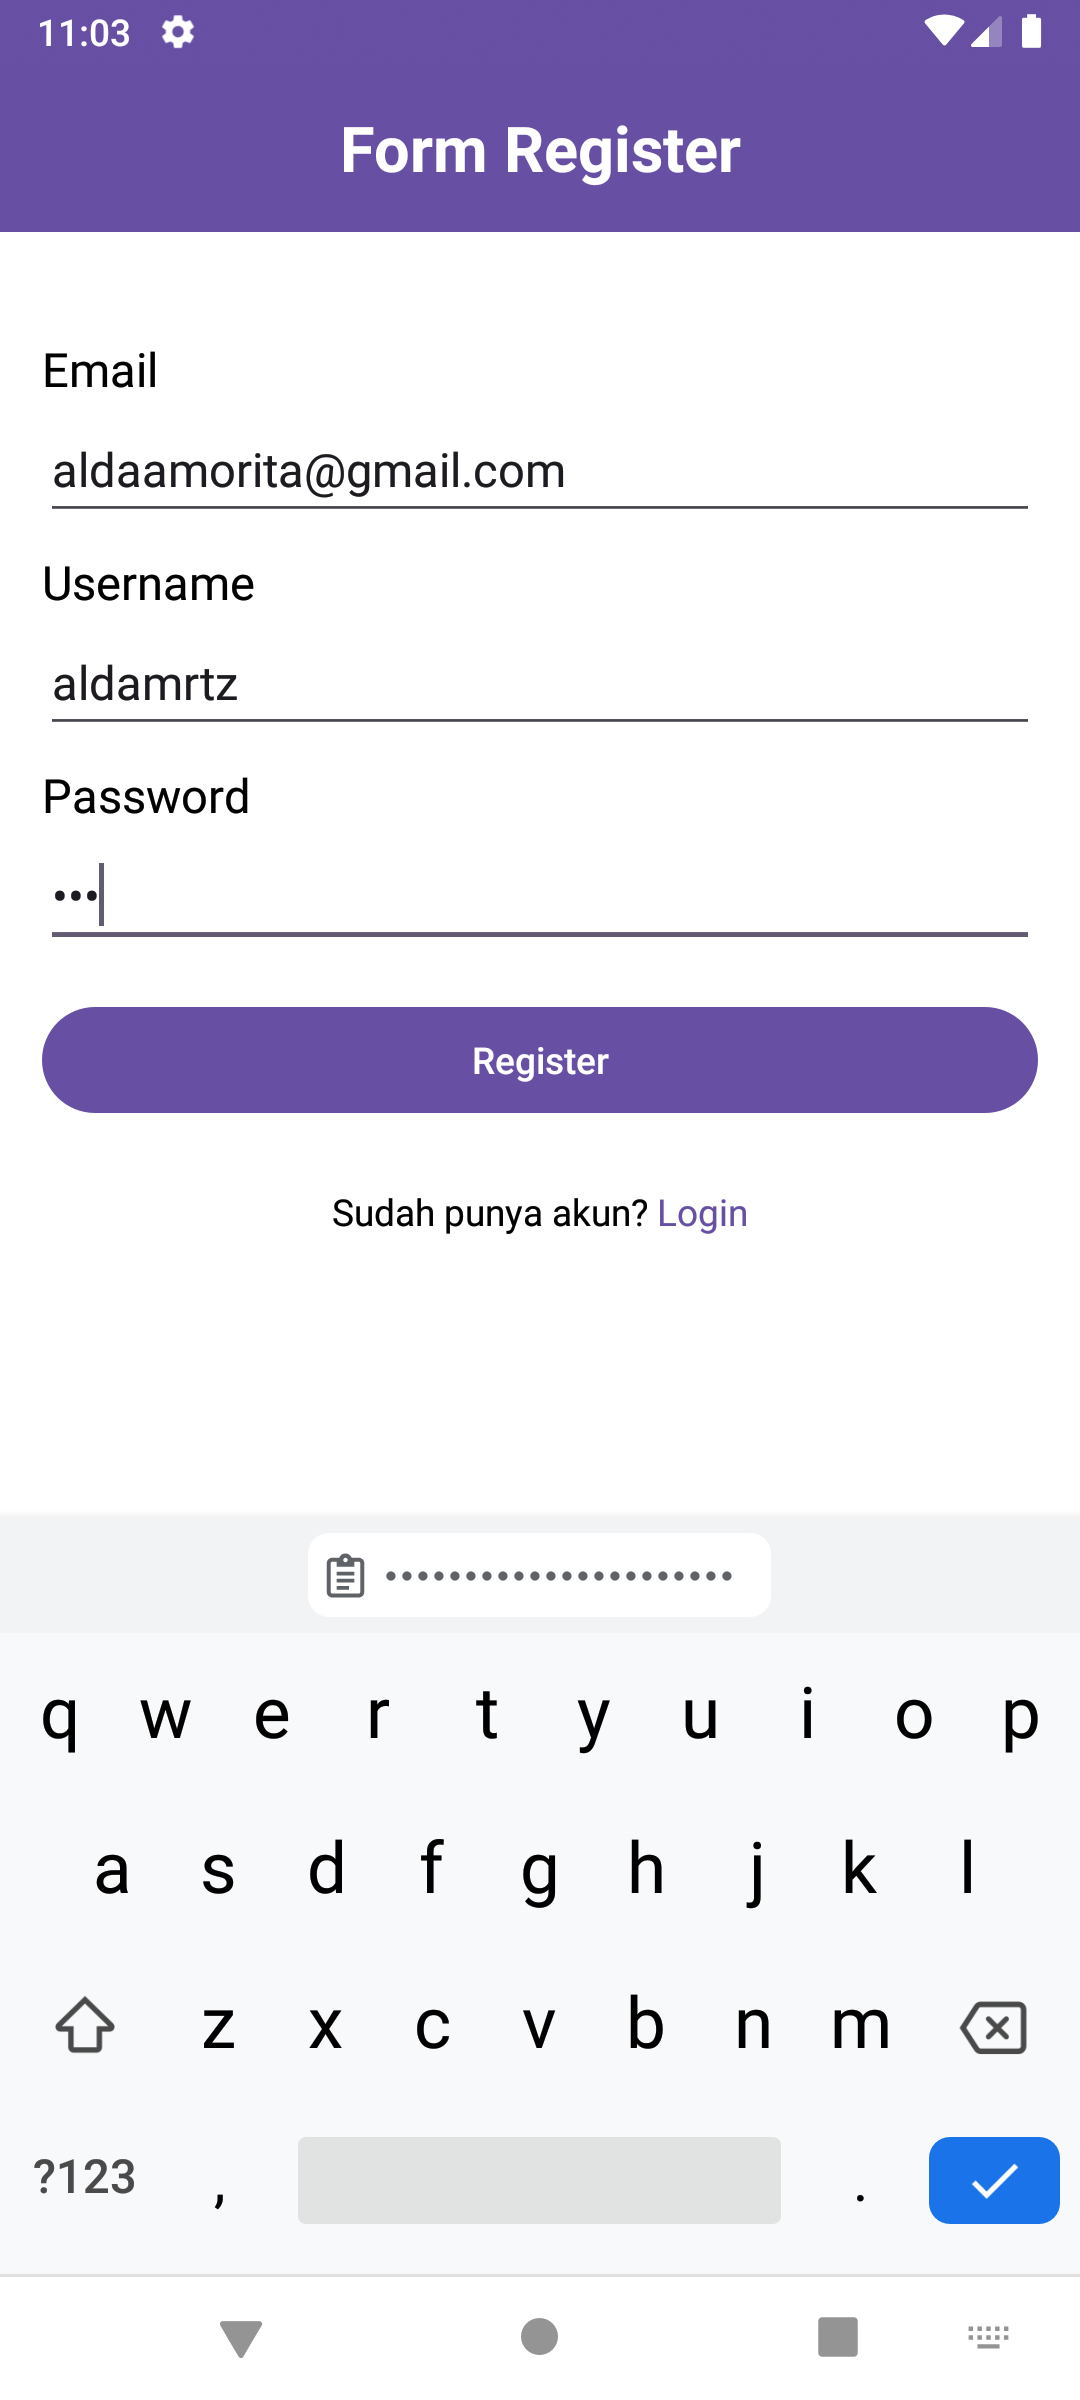 11:03
Form Register
Email
aldaamorita@gmail.com
Username
aldamrtz
Password
•••
Register
Sudah punya akun? Login
••••••••••••••••••••••
q w e r t y u i o p
a s d f g h j k l
z x c v b n m
?123 , .